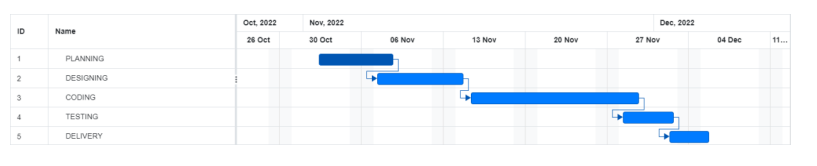 ID Name Oct, 2022 Nov, 2022 Dec, 2022
26 Oct 30 Oct 06 Nov 13 Nov 20 Nov 27 Nov 04 Dec 11...
1 PLANNING
2 DESIGNING
3 CODING
4 TESTING
5 DELIVERY